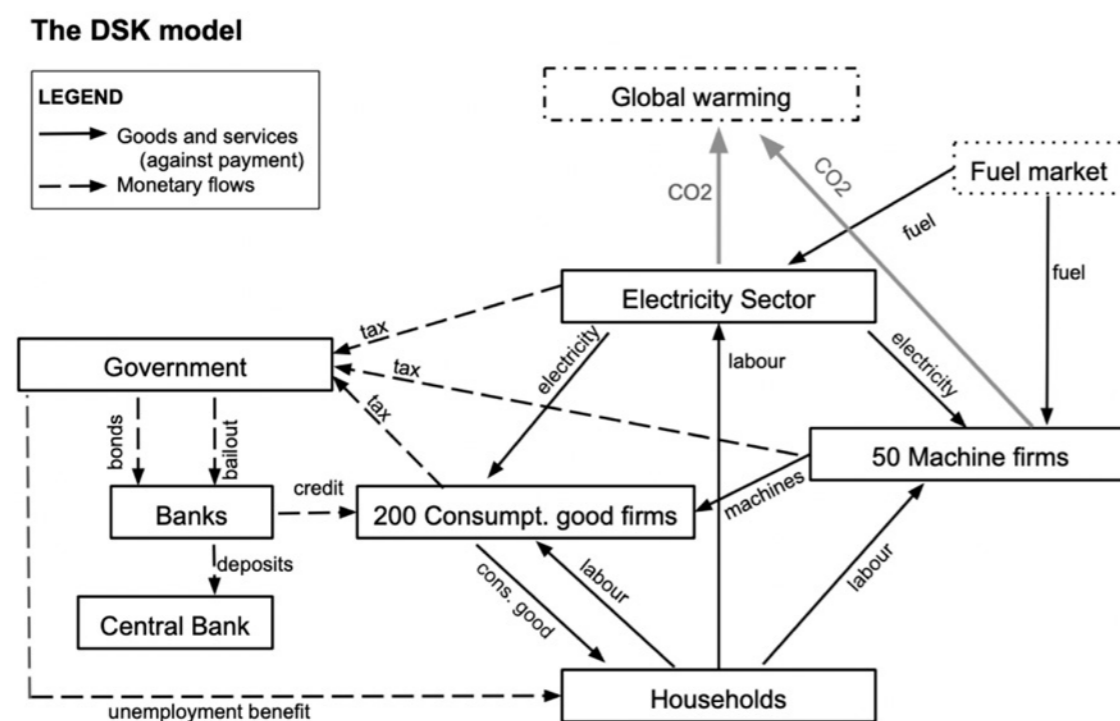 The DSK model
LEGEND
Goods and services
(against payment)
Monetary flows
Global warming
Fuel market
CO2
CO2
fuel
fuel
Electricity Sector
tax
Government
tax
electricity
labour
electricity
tax
bonds
bailout
50 Machine firms
credit
machines
Banks
200 Consumpt. good firms
deposits
cons. good
labour
labour
Central Bank
Households
unemployment benefit